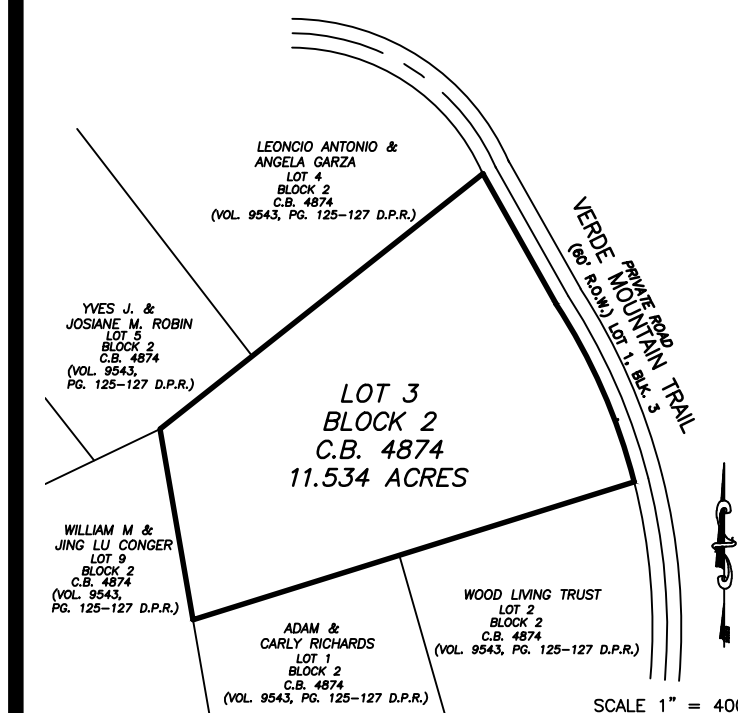 LEONCIO ANTONIO &
ANGELA GARZA
LOT 4
BLOCK 2
C.B. 4874
(VOL. 9543, PG. 125-127 D.P.R.)
VERDE MOUNTAIN TRAIL
PRIVATE ROAD
(60' R.O.W.) LOT 1, BLK. 3
YVES J. &
JOSIANE M. ROBIN
LOT 5
BLOCK 2
C.B. 4874
(VOL. 9543,
PG. 125-127 D.P.R.)
LOT 3
BLOCK 2
C.B. 4874
11.534 ACRES
WILLIAM M &
JING LU CONGER
LOT 9
BLOCK 2
C.B. 4874
(VOL. 9543,
PG. 125-127 D.P.R.)
ADAM &
CARLY RICHARDS
LOT 1
BLOCK 2
C.B. 4874
(VOL. 9543, PG. 125-127 D.P.R.)
WOOD LIVING TRUST
LOT 2
BLOCK 2
C.B. 4874
(VOL. 9543, PG. 125-127 D.P.R.)
SCALE 1" =